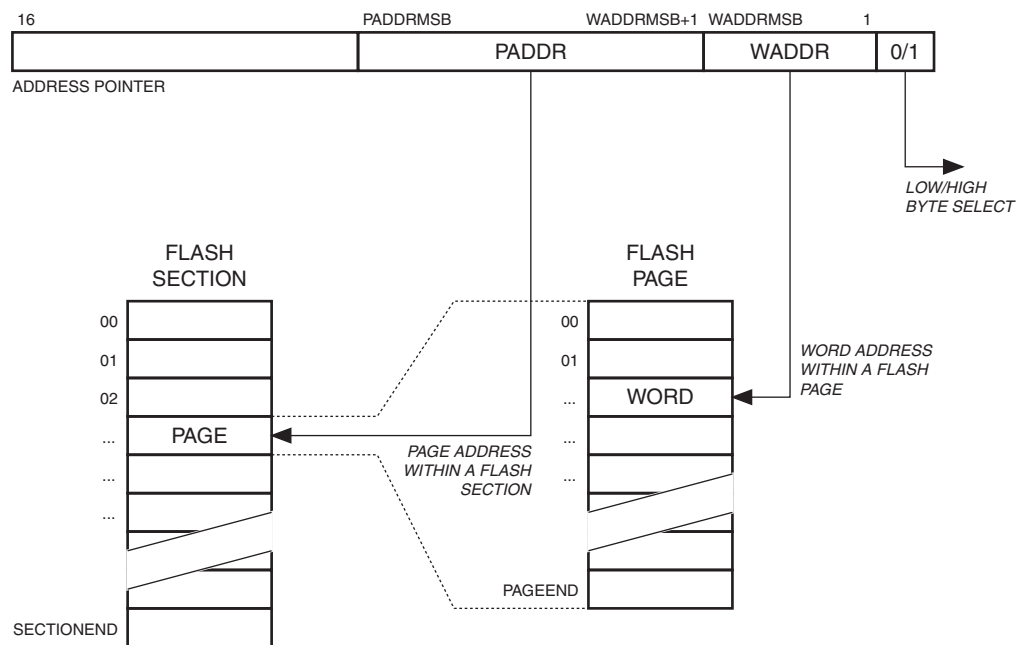 16 PADDRMSB WADDRMSB+1 WADDRMSB 1
PADDR WADDR 0/1
ADDRESS POINTER
LOW/HIGH
BYTE SELECT
FLASH
SECTION
00
01
02
...
PAGE
...
...
SECTIONEND
PAGE ADDRESS
WITHIN A FLASH
SECTION
FLASH
PAGE
00
01
...
WORD
...
...
PAGEEND
WORD ADDRESS
WITHIN A FLASH
PAGE